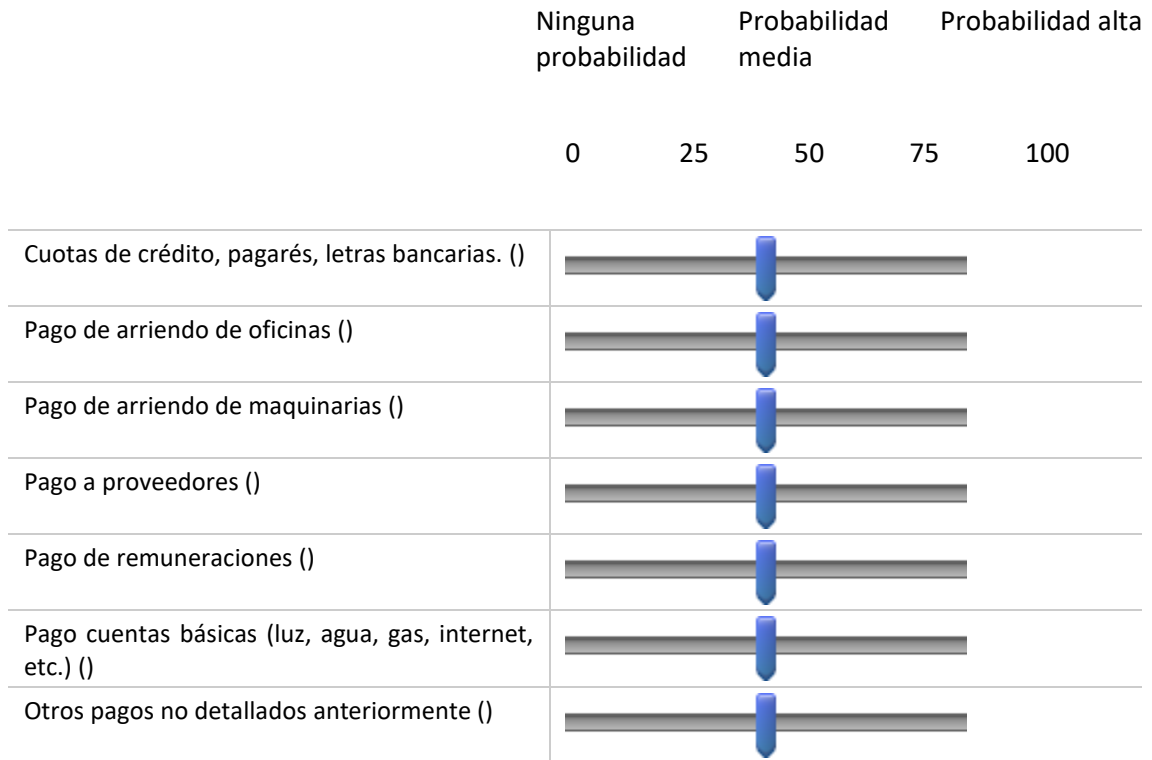 Ninguna probabilidad
Probabilidad media
Probabilidad alta
0 25 50 75 100
Cuotas de crédito, pagarés, letras bancarias. ()
Pago de arriendo de oficinas ()
Pago de arriendo de maquinarias ()
Pago a proveedores ()
Pago de remuneraciones ()
Pago cuentas básicas (luz, agua, gas, internet,
etc.) ()
Otros pagos no detallados anteriormente ()